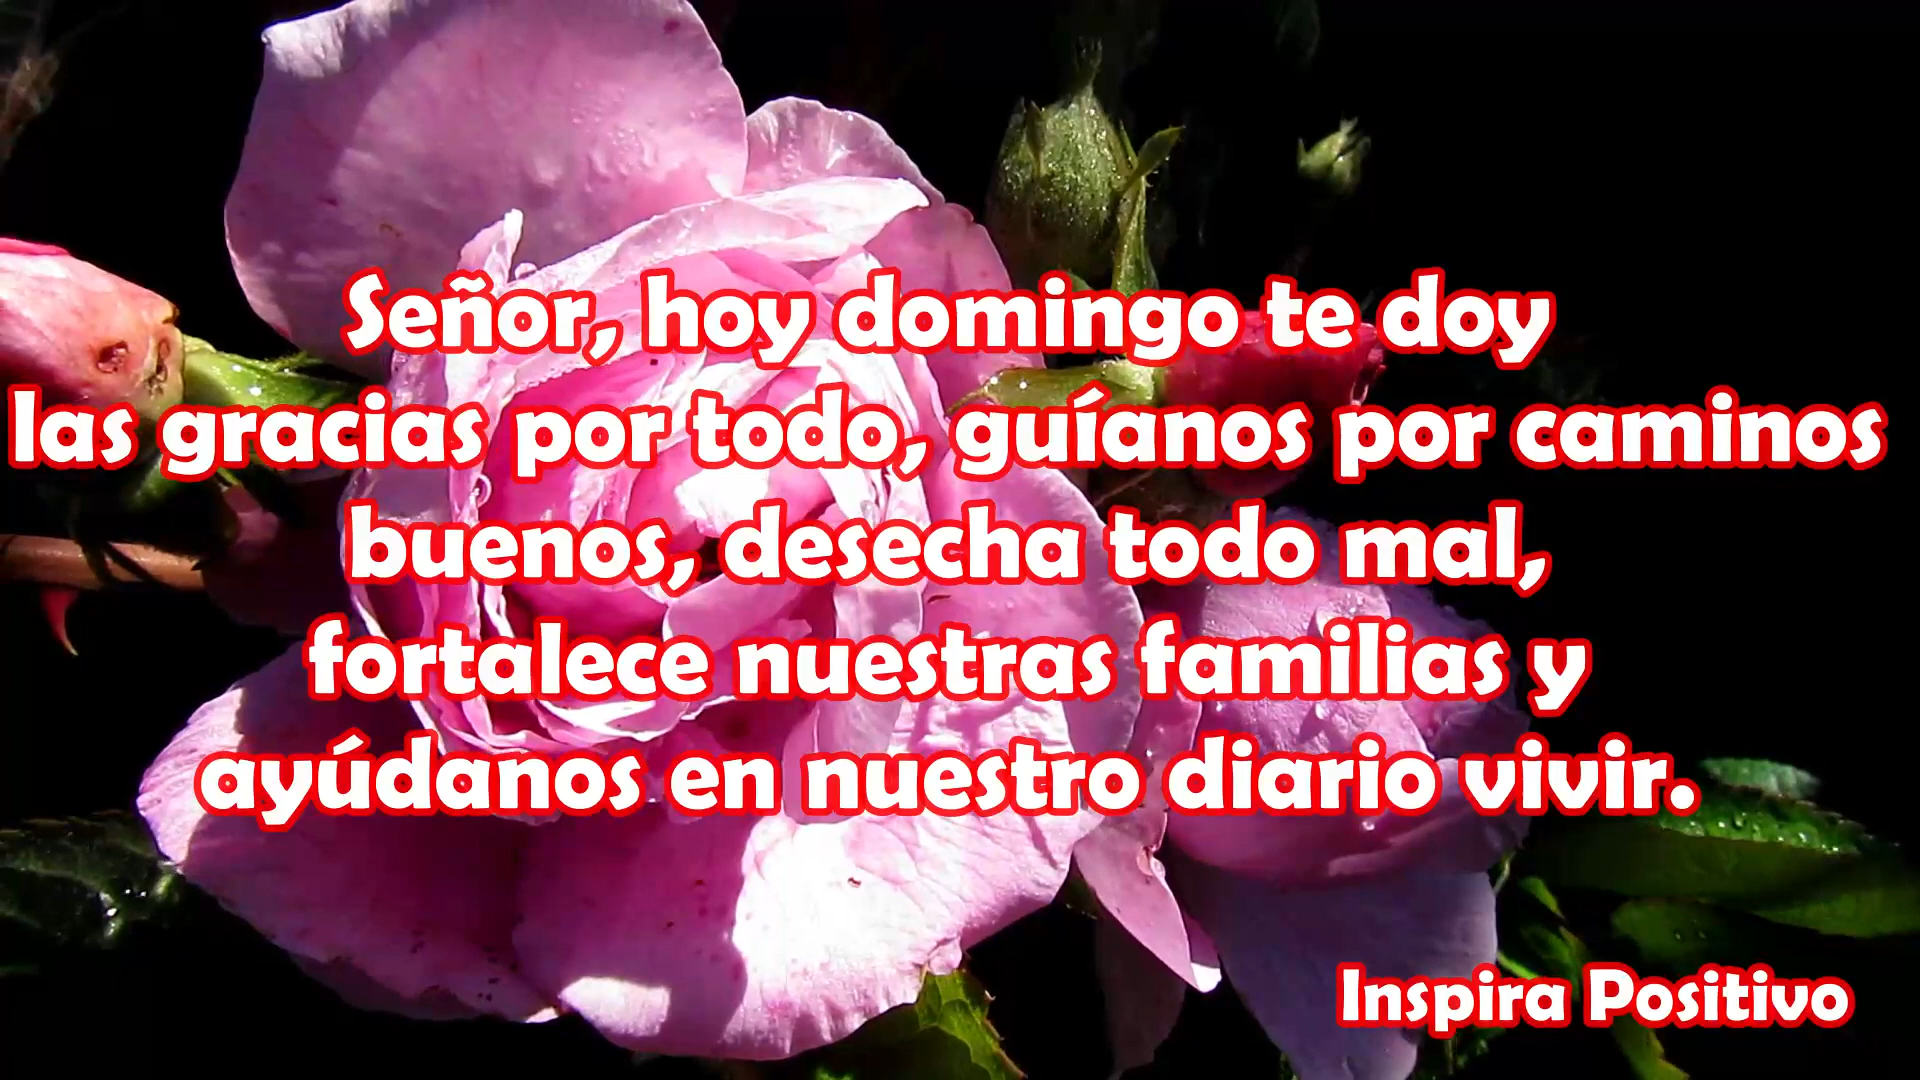 Señor, hoy domingo te doy
las gracias por todo, guíanos por caminos
buenos, desecha todo mal,
fortalece nuestras familias y
ayúdanos en nuestro diario vivir.
Inspira Positivo